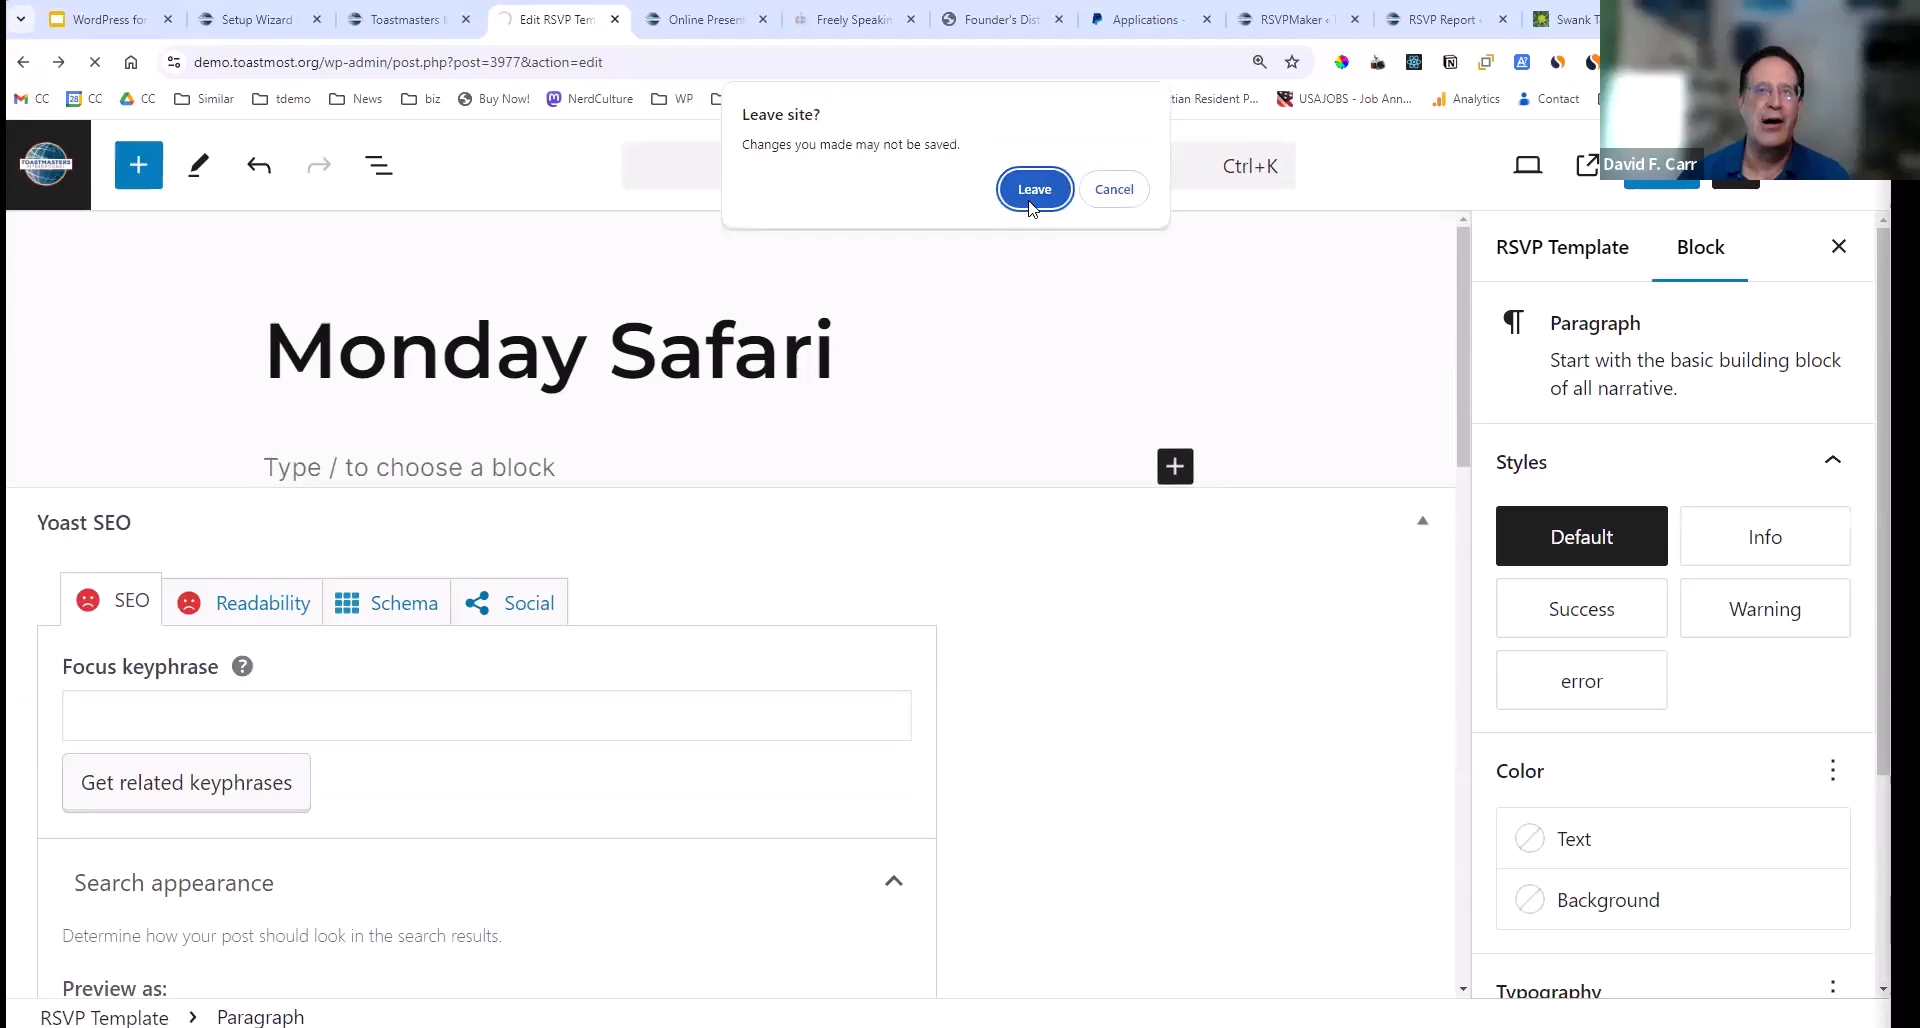 WordPress for
Setup Wizard
Toastmasters
Edit RSVP Tem
Online Presen
Freely Speakin
Founder's Dist
Applications -
RSVPMaker ‹
RSVP Report
Swank T
demo.toastmost.org/wp-admin/post.php?post=3977&action=edit
CC
CC
CC
Similar
tdemo
News
biz
Buy Now!
NerdCulture
WP
tian Resident P...
USAJOBS - Job Ann...
Analytics
Contact
Leave site?
Changes you made may not be saved.
Leave
Cancel
TOASTMASTERS
INTERNATIONAL
Ctrl+K
David F. Carr
Monday Safari
Type / to choose a block
Yoast SEO
SEO
Readability
Schema
Social
Focus keyphrase
Get related keyphrases
Search appearance
Determine how your post should look in the search results.
Preview as:
RSVP Template > Paragraph
RSVP Template
Block
Paragraph
Start with the basic building block
of all narrative.
Styles
Default
Info
Success
Warning
error
Color
Text
Background
Typography